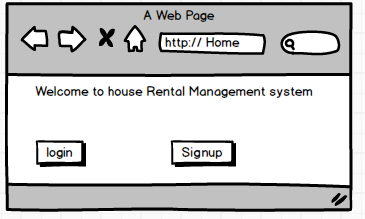 A Web Page
http:// Home
Welcome to house Rental Management system
login
Signup